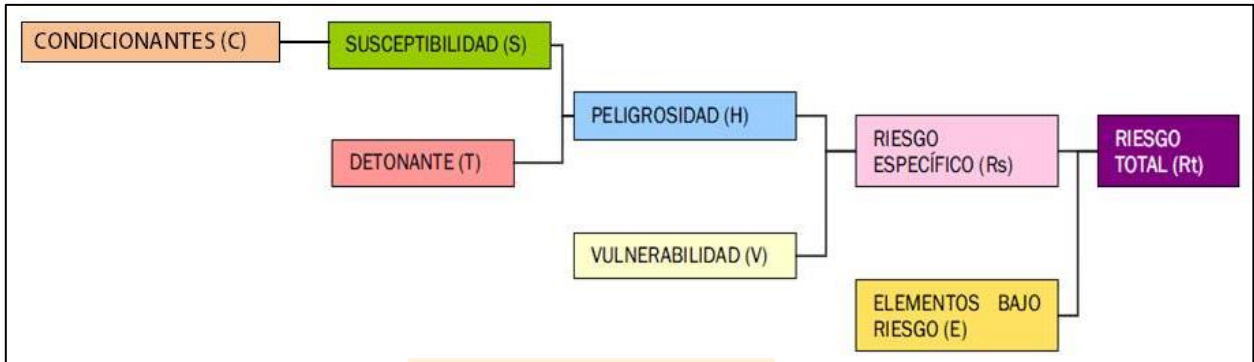 CONDICIONANTES (C)
SUSCEPTIBILIDAD (S)
DETONANTE (T)
PELIGROSIDAD (H)
VULNERABILIDAD (V)
RIESGO
ESPECÍFICO (Rs)
ELEMENTOS BAJO
RIESGO (E)
RIESGO
TOTAL (Rt)